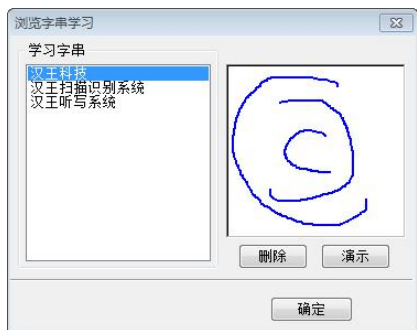 浏览字串学习
学习字串
汉王科技
汉王扫描识别系统
汉王听写系统
删除
演示
确定